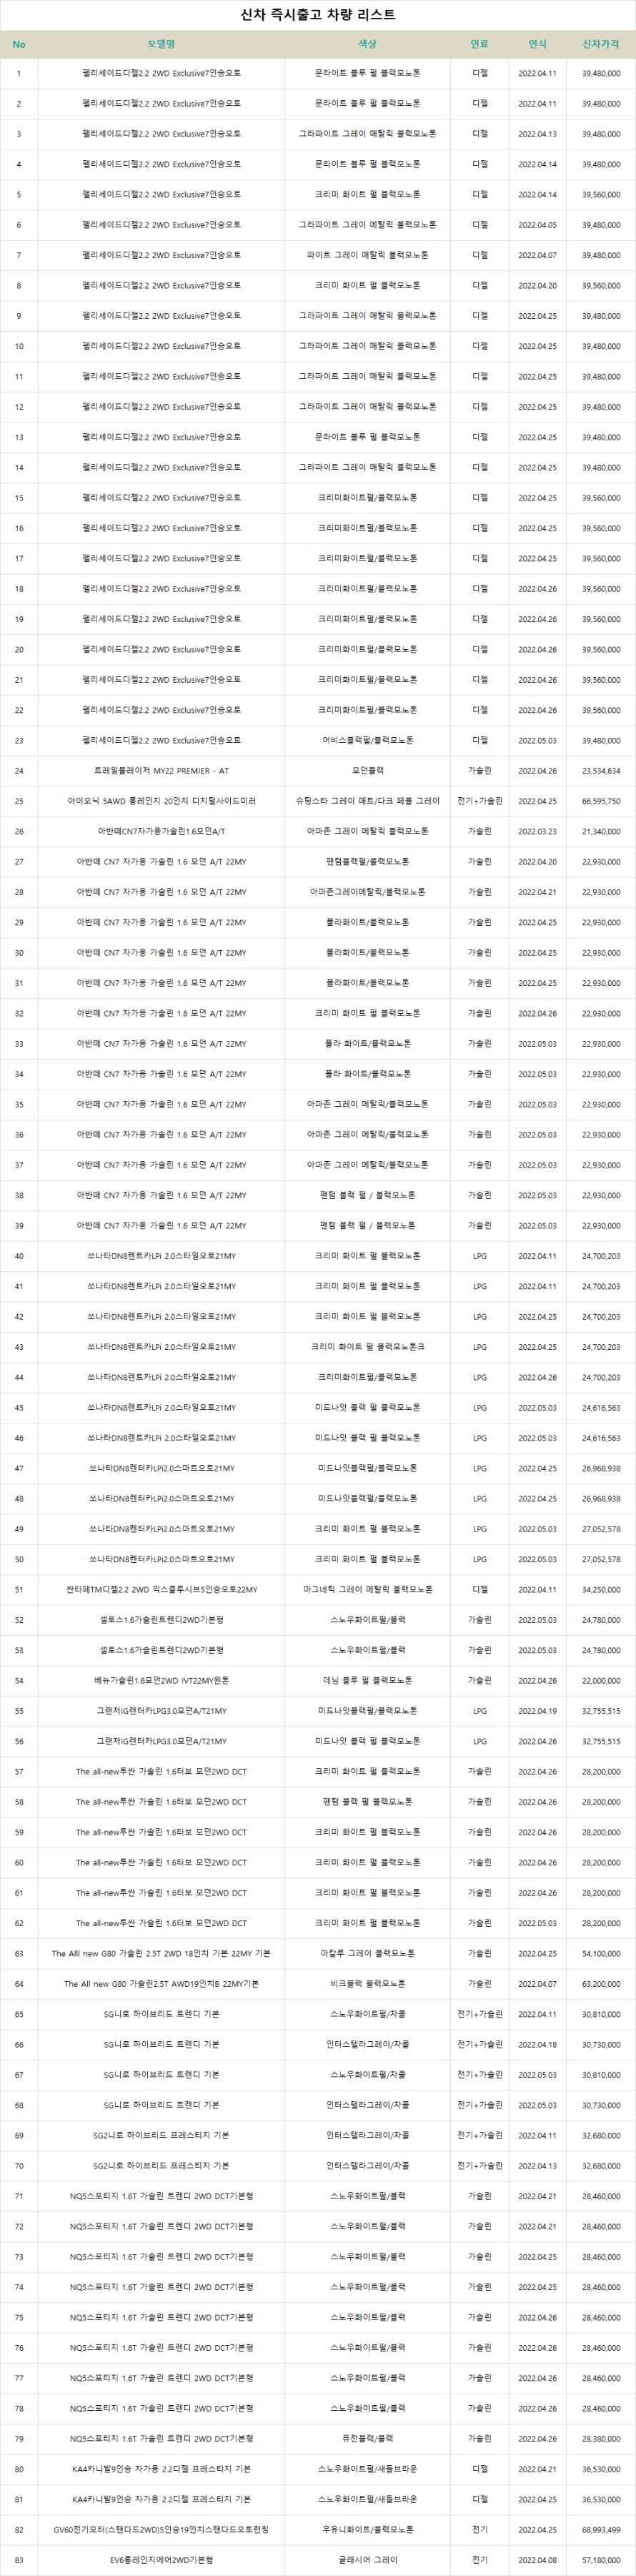 신차 즉시출고 차량 리스트
No 모델명 색상 연료 연식 신차가격
1 펠리세이드디젤2.2 2WD Exclusive7인승오토 문라이트 블루 펄 블랙모노톤 디젤 2022.04.11 39,480,000
2 펠리세이드디젤2.2 2WD Exclusive7인승오토 문라이트 블루 펄 블랙모노톤 디젤 2022.04.11 39,480,000
3 펠리세이드디젤2.2 2WD Exclusive7인승오토 그라파이트 그레이 매탈릭 블랙모노톤 디젤 2022.04.13 39,480,000
4 펠리세이드디젤2.2 2WD Exclusive7인승오토 문라이트 블루 펄 블랙모노톤 디젤 2022.04.14 39,480,000
5 펠리세이드디젤2.2 2WD Exclusive7인승오토 크리미 화이트 펄 블랙모노톤 디젤 2022.04.14 39,560,000
6 펠리세이드디젤2.2 2WD Exclusive7인승오토 그라파이트 그레이 메탈릭 블랙모노톤 디젤 2022.04.05 39,480,000
7 펠리세이드디젤2.2 2WD Exclusive7인승오토 파이트 그레이 매탈릭 블랙모노톤 디젤 2022.04.07 39,480,000
8 펠리세이드디젤2.2 2WD Exclusive7인승오토 크리미 화이트 펄 블랙모노톤 디젤 2022.04.20 39,560,000
9 펠리세이드디젤2.2 2WD Exclusive7인승오토 그라파이트 그레이 매탈릭 블랙모노톤 디젤 2022.04.25 39,480,000
10 펠리세이드디젤2.2 2WD Exclusive7인승오토 그라파이트 그레이 매탈릭 블랙모노톤 디젤 2022.04.25 39,480,000
11 펠리세이드디젤2.2 2WD Exclusive7인승오토 그라파이트 그레이 매탈릭 블랙모노톤 디젤 2022.04.25 39,480,000
12 펠리세이드디젤2.2 2WD Exclusive7인승오토 그라파이트 그레이 매탈릭 블랙모노톤 디젤 2022.04.25 39,480,000
13 펠리세이드디젤2.2 2WD Exclusive7인승오토 문라이트 블루 펄 블랙모노톤 디젤 2022.04.25 39,480,000
14 펠리세이드디젤2.2 2WD Exclusive7인승오토 그라파이트 그레이 매탈릭 블랙모노톤 디젤 2022.04.25 39,480,000
15 펠리세이드디젤2.2 2WD Exclusive7인승오토 크리미화이트펄/블랙모노톤 디젤 2022.04.25 39,560,000
16 펠리세이드디젤2.2 2WD Exclusive7인승오토 크리미화이트펄/블랙모노톤 디젤 2022.04.25 39,560,000
17 펠리세이드디젤2.2 2WD Exclusive7인승오토 크리미화이트펄/블랙모노톤 디젤 2022.04.25 39,560,000
18 펠리세이드디젤2.2 2WD Exclusive7인승오토 크리미화이트펄/블랙모노톤 디젤 2022.04.26 39,560,000
19 펠리세이드디젤2.2 2WD Exclusive7인승오토 크리미화이트펄/블랙모노톤 디젤 2022.04.26 39,560,000
20 펠리세이드디젤2.2 2WD Exclusive7인승오토 크리미화이트펄/블랙모노톤 디젤 2022.04.26 39,560,000
21 펠리세이드디젤2.2 2WD Exclusive7인승오토 크리미화이트펄/블랙모노톤 디젤 2022.04.26 39,560,000
22 펠리세이드디젤2.2 2WD Exclusive7인승오토 크리미화이트펄/블랙모노톤 디젤 2022.04.26 39,560,000
23 펠리세이드디젤2.2 2WD Exclusive7인승오토 어비스블랙펄/블랙모노톤 디젤 2022.05.03 39,480,000
24 트레일블레이저 MY22 PREMIER - AT 모던블랙 가솔린 2022.04.26 23,534,634
25 아이오닉 5AWD 롱레인지 20인치 디지털사이드미러 슈팅스타 그레이 매트/다크 페블 그레이 전기+가솔린 2022.04.25 66,595,750
26 아반떼CN7자가용가솔린1.6모던A/T 아마존 그레이 메탈릭 블랙모노톤 가솔린 2022.03.23 21,340,000
27 아반떼 CN7 자가용 가솔린 1.6 모던 A/T 22MY 팬텀블랙펄/블랙모노톤 가솔린 2022.04.20 22,930,000
28 아반떼 CN7 자가용 가솔린 1.6 모던 A/T 22MY 아마존그레이메탈릭/블랙모노톤 가솔린 2022.04.21 22,930,000
29 아반떼 CN7 자가용 가솔린 1.6 모던 A/T 22MY 폴라화이트/블랙모노톤 가솔린 2022.04.25 22,930,000
30 아반떼 CN7 자가용 가솔린 1.6 모던 A/T 22MY 폴라화이트/블랙모노톤 가솔린 2022.04.25 22,930,000
31 아반떼 CN7 자가용 가솔린 1.6 모던 A/T 22MY 폴라화이트/블랙모노톤 가솔린 2022.04.25 22,930,000
32 아반떼 CN7 자가용 가솔린 1.6 모던 A/T 22MY 크리미 화이트 펄 블랙모노톤 가솔린 2022.04.26 22,930,000
33 아반떼 CN7 자가용 가솔린 1.6 모던 A/T 22MY 폴라 화이트/블랙모노톤 가솔린 2022.05.03 22,930,000
34 아반떼 CN7 자가용 가솔린 1.6 모던 A/T 22MY 폴라 화이트/블랙모노톤 가솔린 2022.05.03 22,930,000
35 아반떼 CN7 자가용 가솔린 1.6 모던 A/T 22MY 아마존 그레이 메탈릭/블랙모노톤 가솔린 2022.05.03 22,930,000
36 아반떼 CN7 자가용 가솔린 1.6 모던 A/T 22MY 아마존 그레이 메탈릭/블랙모노톤 가솔린 2022.05.03 22,930,000
37 아반떼 CN7 자가용 가솔린 1.6 모던 A/T 22MY 아마존 그레이 메탈릭/블랙모노톤 가솔린 2022.05.03 22,930,000
38 아반떼 CN7 자가용 가솔린 1.6 모던 A/T 22MY 팬텀 블랙 펄 / 블랙모노톤 가솔린 2022.05.03 22,930,000
39 아반떼 CN7 자가용 가솔린 1.6 모던 A/T 22MY 팬텀 블랙 펄 / 블랙모노톤 가솔린 2022.05.03 22,930,000
40 쏘나타DN8렌트카LPi 2.0스타일오토21MY 크리미 화이트 펄 블랙모노톤 LPG 2022.04.11 24,700,203
41 쏘나타DN8렌트카LPi 2.0스타일오토21MY 크리미 화이트 펄 블랙모노톤 LPG 2022.04.11 24,700,203
42 쏘나타DN8렌트카LPi 2.0스타일오토21MY 크리미 화이트 펄 블랙모노톤 LPG 2022.04.25 24,700,203
43 쏘나타DN8렌트카LPi 2.0스타일오토21MY 크리미 화이트 펄 블랙모노톤크 LPG 2022.04.25 24,700,203
44 쏘나타DN8렌트카LPi 2.0스타일오토21MY 크리미화이트펄/블랙모노톤 LPG 2022.04.26 24,700,203
45 쏘나타DN8렌트카LPi 2.0스타일오토21MY 미드나잇 블랙 펄 블랙모노톤 LPG 2022.05.03 24,616,563
46 쏘나타DN8렌트카LPi 2.0스타일오토21MY 미드나잇 블랙 펄 블랙모노톤 LPG 2022.05.03 24,616,563
47 쏘나타DN8렌터카LPi2.0스마트오토21MY 미드나잇블랙펄/블랙모노톤 LPG 2022.04.25 26,968,938
48 쏘나타DN8렌터카LPi2.0스마트오토21MY 미드나잇블랙펄/블랙모노톤 LPG 2022.04.25 26,968,938
49 쏘나타DN8렌터카LPi2.0스마트오토21MY 크리미 화이트 펄 블랙모노톤 LPG 2022.05.03 27,052,578
50 쏘나타DN8렌터카LPi2.0스마트오토21MY 크리미 화이트 펄 블랙모노톤 LPG 2022.05.03 27,052,578
51 싼타페TM디젤2.2 2WD 익스클루시브5인승오토22MY 마그네틱 그레이 메탈릭 블랙모노톤 디젤 2022.04.11 34,250,000
52 셀토스1.6가솔린트렌디2WD기본형 스노우화이트펄/블랙 가솔린 2022.05.03 24,780,000
53 셀토스1.6가솔린트렌디2WD기본형 스노우화이트펄/블랙 가솔린 2022.05.03 24,780,000
54 베뉴가솔린1.6모던2WD IVT22MY원톤 데님 블루 펄 블랙모노톤 가솔린 2022.04.26 22,000,000
55 그랜저IG렌터카LPG3.0모던A/T21MY 미드나잇블랙펄/블랙모노톤 LPG 2022.04.19 32,755,515
56 그랜저IG렌터카LPG3.0모던A/T21MY 미드나잇 블랙 펄 블랙모노톤 LPG 2022.04.26 32,755,515
57 The all-new투싼 가솔린 1.6터보 모던2WD DCT 크리미 화이트 펄 블랙모노톤 가솔린 2022.04.26 28,200,000
58 The all-new투싼 가솔린 1.6터보 모던2WD DCT 팬텀 블랙 펄 블랙모노톤 가솔린 2022.04.26 28,200,000
59 The all-new투싼 가솔린 1.6터보 모던2WD DCT 크리미 화이트 펄 블랙모노톤 가솔린 2022.04.26 28,200,000
60 The all-new투싼 가솔린 1.6터보 모던2WD DCT 크리미 화이트 펄 블랙모노톤 가솔린 2022.04.26 28,200,000
61 The all-new투싼 가솔린 1.6터보 모던2WD DCT 크리미 화이트 펄 블랙모노톤 가솔린 2022.04.26 28,200,000
62 The all-new투싼 가솔린 1.6터보 모던2WD DCT 크리미 화이트 펄 블랙모노톤 가솔린 2022.05.03 28,200,000
63 The Alll new G80 가솔린 2.5T 2WD 18인치 기본 22MY 기본 마칼루 그레이 블랙모노톤 가솔린 2022.04.25 54,100,000
64 The All new G80 가솔린2.5T AWD19인치B 22MY기본 비크블랙 블랙모노톤 가솔린 2022.04.07 63,200,000
65 SG니로 하이브리드 트렌디 기본 스노우화이트펄/자콜 전기+가솔린 2022.04.11 30,810,000
66 SG니로 하이브리드 트렌디 기본 인터스텔라그레이/자콜 전기+가솔린 2022.04.18 30,730,000
67 SG니로 하이브리드 트렌디 기본 스노우화이트펄/자콜 전기+가솔린 2022.05.03 30,810,000
68 SG니로 하이브리드 트렌디 기본 인터스텔라그레이/자콜 전기+가솔린 2022.05.03 30,730,000
69 SG2니로 하이브리드 프레스티지 기본 인터스텔라그레이/자콜 전기+가솔린 2022.04.11 32,680,000
70 SG2니로 하이브리드 프레스티지 기본 인터스텔라그레이/자콜 전기+가솔린 2022.04.13 32,680,000
71 NQ5스포티지 1.6T 가솔린 트렌디 2WD DCT기본형 스노우화이트펄/블랙 가솔린 2022.04.21 28,460,000
72 NQ5스포티지 1.6T 가솔린 트렌디 2WD DCT기본형 스노우화이트펄/블랙 가솔린 2022.04.21 28,460,000
73 NQ5스포티지 1.6T 가솔린 트렌디 2WD DCT기본형 스노우화이트펄/블랙 가솔린 2022.04.25 28,460,000
74 NQ5스포티지 1.6T 가솔린 트렌디 2WD DCT기본형 스노우화이트펄/블랙 가솔린 2022.04.25 28,460,000
75 NQ5스포티지 1.6T 가솔린 트렌디 2WD DCT기본형 스노우화이트펄/블랙 가솔린 2022.04.26 28,460,000
76 NQ5스포티지 1.6T 가솔린 트렌디 2WD DCT기본형 스노우화이트펄/블랙 가솔린 2022.04.26 28,460,000
77 NQ5스포티지 1.6T 가솔린 트렌디 2WD DCT기본형 스노우화이트펄/블랙 가솔린 2022.04.26 28,460,000
78 NQ5스포티지 1.6T 가솔린 트렌디 2WD DCT기본형 스노우화이트펄/블랙 가솔린 2022.04.26 28,460,000
79 NQ5스포티지 1.6T 가솔린 트렌디 2WD DCT기본형 퓨전블랙/블랙 가솔린 2022.04.26 28,380,000
80 KA4카니발9인승 자가용 2.2디젤 프레스티지 기본 스노우화이트펄/새들브라운 디젤 2022.04.21 36,530,000
81 KA4카니발9인승 자가용 2.2디젤 프레스티지 기본 스노우화이트펄/새들브라운 디젤 2022.04.25 36,530,000
82 GV60전기모터(스탠다드2WD)5인승19인치스탠다드오토런칭 우유니화이트/블랙모노톤 전기 2022.04.25 68,993,499
83 EV6롱레인지에어2WD기본형 글래시어 그레이 전기 2022.04.08 57,180,000